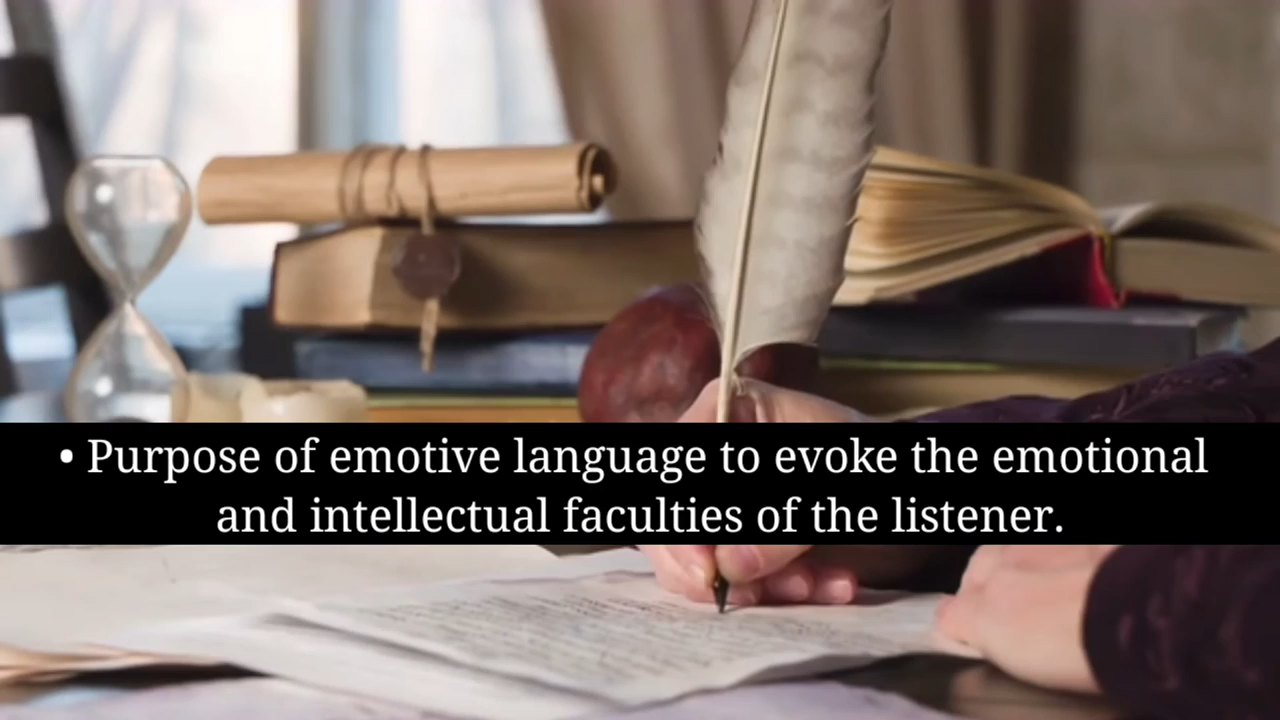 • Purpose of emotive language to evoke the emotional
and intellectual faculties of the listener.